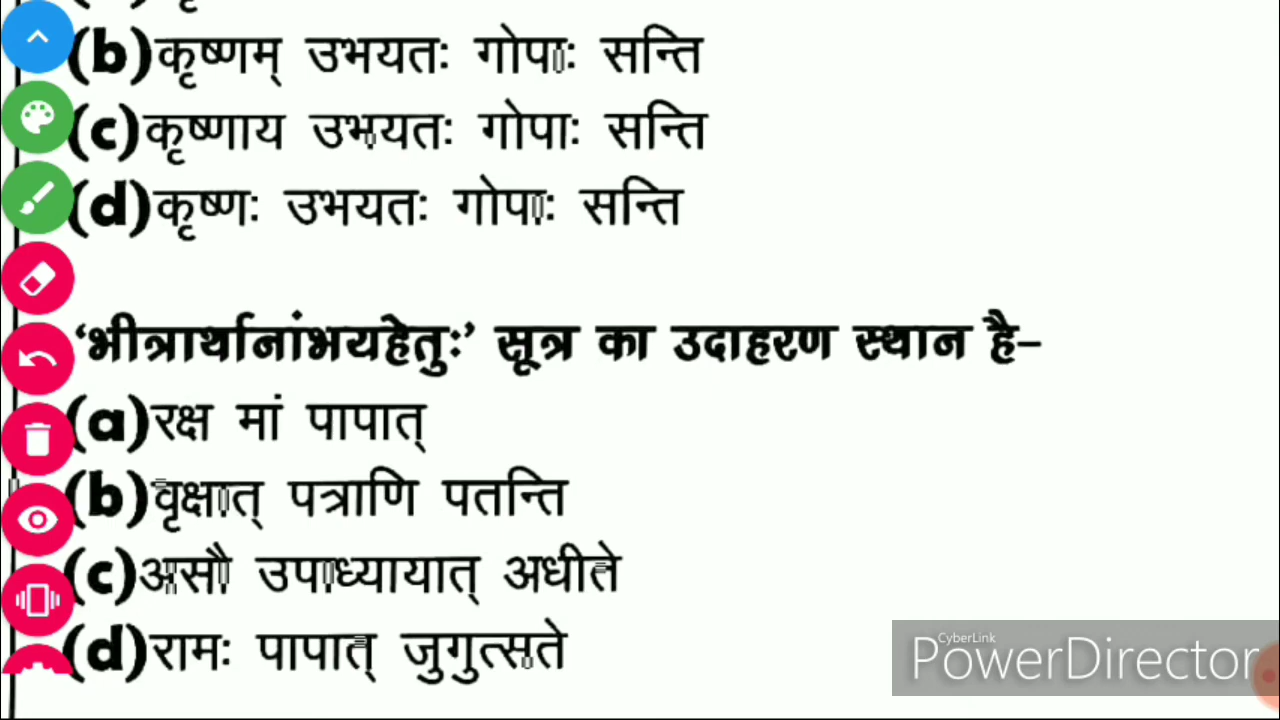 (b)कृष्णम् उभयतः गोपाः सन्ति
(c)कृष्णाय उभयतः गोपाः सन्ति
(d)कृष्णः उभयतः गोपाः सन्ति
‘भीत्रार्थानांभयहेतुः’ सूत्र का उदाहरण स्थान है–
(a)रक्ष मां पापात्
(b)वृक्षात् पत्राणि पतन्ति
(c)असौ उपाध्यायात् अधीते
(d)रामः पापात् जुगुत्सते
CyberLink
PowerDirector